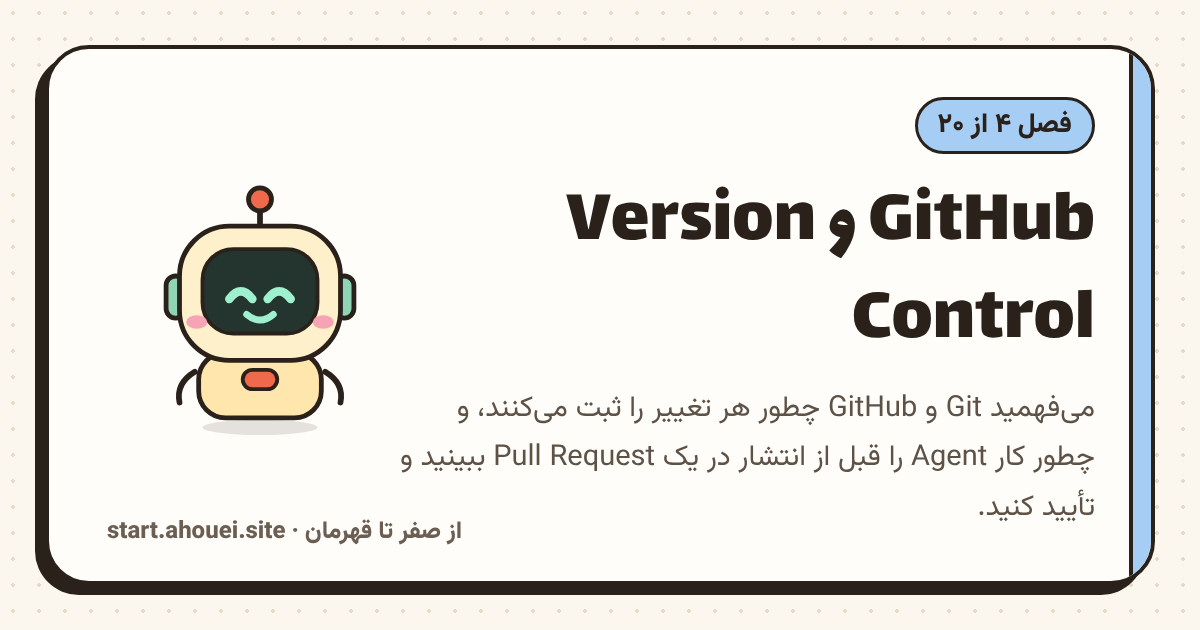 فصل ۴ از ۲۰
GitHub و Version
Control
می‌فهمید Git و GitHub چطور هر تغییر را ثبت می‌کنند، و
چطور کار Agent را قبل از انتشار در یک Pull Request ببینید و
تأیید کنید.
از صفر تا قهرمان · start.ahouei.site